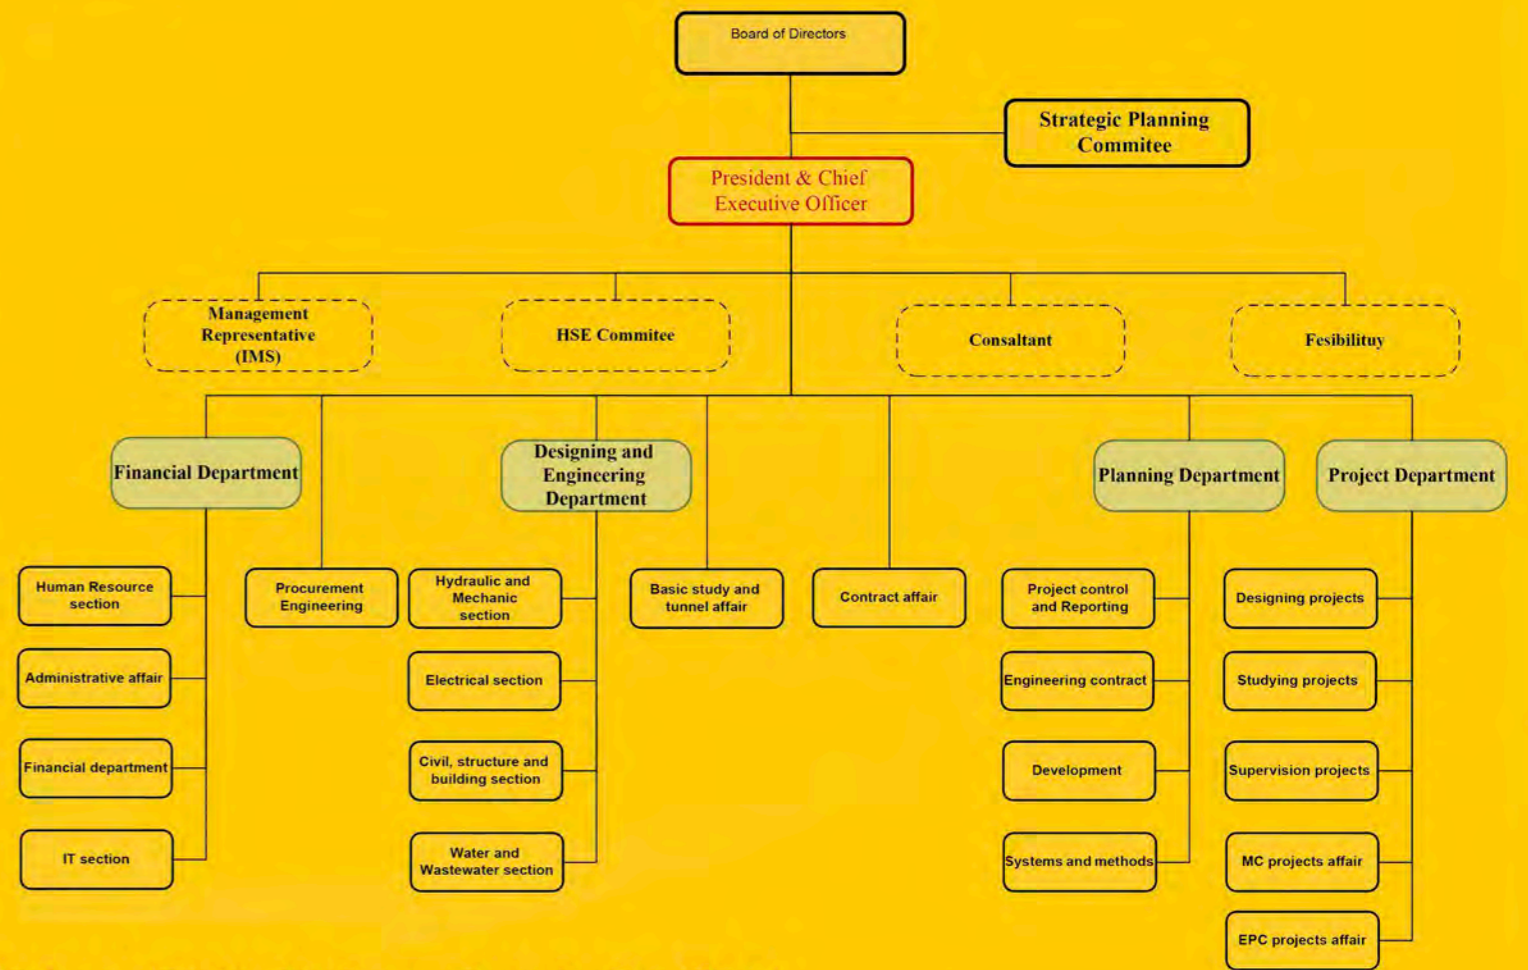 Board of Directors
Strategic Planning
Commitee
President & Chief
Executive Officer
Management
Representative
(IMS)
HSE Commitee
Consaltant
Fesibilituy
Financial Department
Designing and
Engineering
Department
Planning Department
Project Department
Human Resource
section
Procurement
Engineering
Hydraulic and
Mechanic
section
Basic study and
tunnel affair
Contract affair
Project control
and Reporting
Designing projects
Administrative affair
Electrical section
Engineering contract
Studying projects
Financial department
Civil, structure and
building section
Development
Supervision projects
IT section
Water and
Wastewater section
Systems and methods
MC projects affair
EPC projects affair